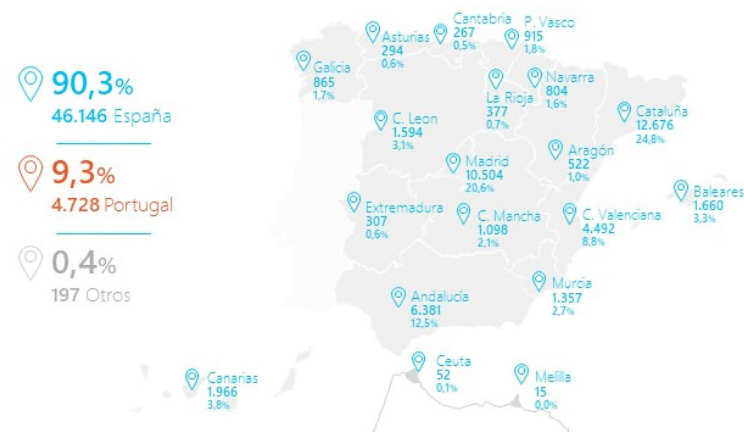 90,3%
46.146 España
9,3%
4.728 Portugal
0,4%
197 Otros
Cantabria
267
0,5%
P. Vasco
915
1,8%
Asturias
294
0,6%
Galicia
865
1,7%
Navarra
804
1,6%
La Rioja
377
0,7%
Cataluña
12.676
24,8%
C. Leon
1.594
3,1%
Aragón
522
1,0%
Madrid
10.504
20,6%
Baleares
1.660
3,3%
Extremadura
307
0,6%
C. Mancha
1.098
2,1%
C. Valenciana
4.492
8,8%
Murcia
1.357
2,7%
Andalucía
6.381
12,5%
Ceuta
52
0,1%
Melilla
15
0,0%
Canarias
1.966
3,8%